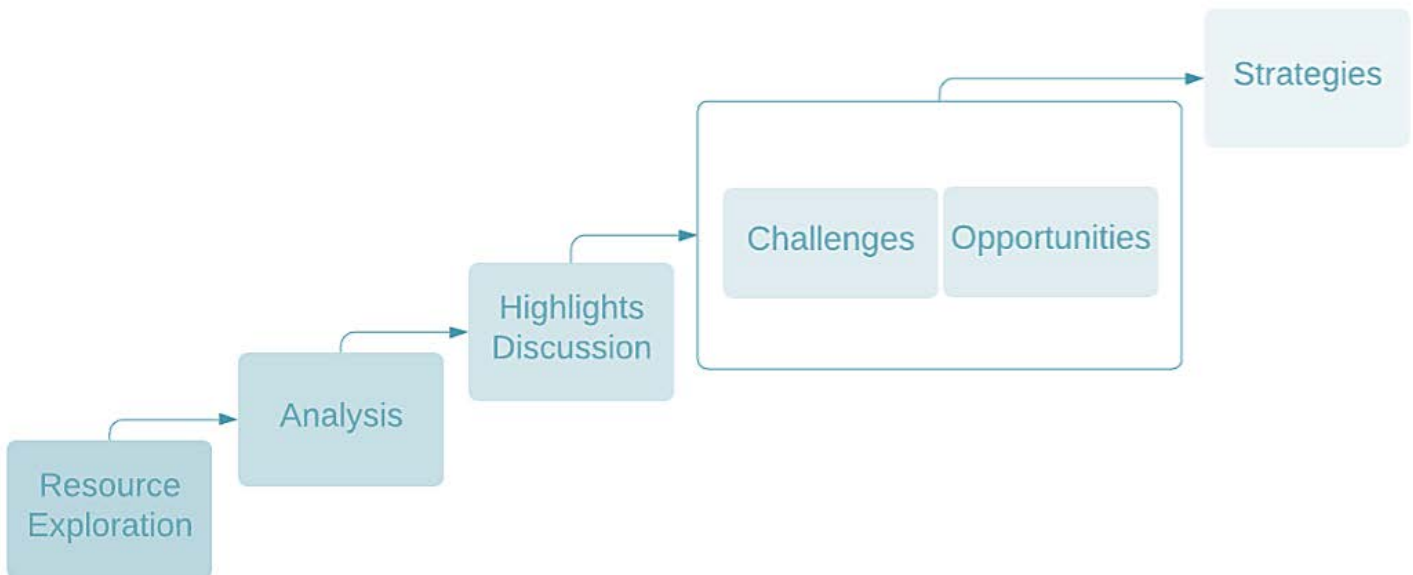 Resource
Exploration
Analysis
Highlights
Discussion
Challenges
Opportunities
Strategies